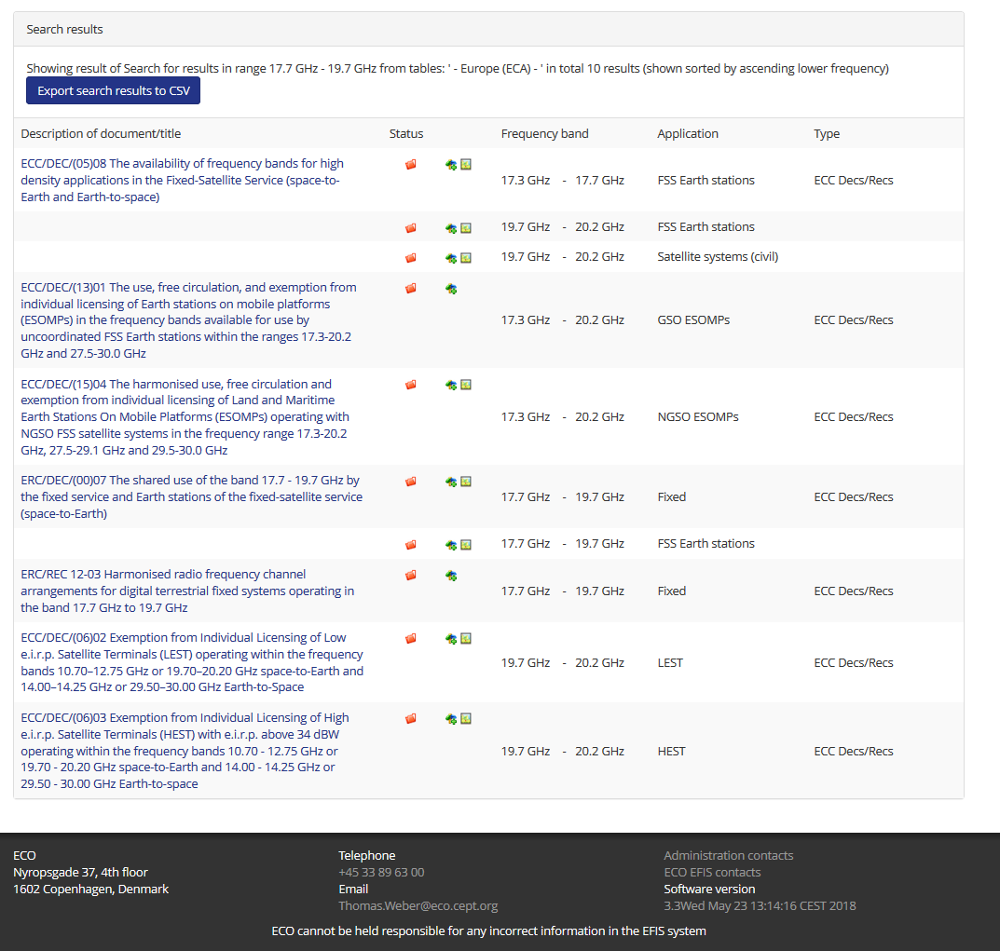 Search results
Showing result of Search for results in range 17.7 GHz - 19.7 GHz from tables: ' - Europe (ECA) - ' in total 10 results (shown sorted by ascending lower frequency)
Export search results to CSV
Description of document/title Status Frequency band Application Type
ECC/DEC/(05)08 The availability of frequency bands for high
density applications in the Fixed-Satellite Service (space-to-
Earth and Earth-to-space)
17.3 GHz - 17.7 GHz FSS Earth stations ECC Decs/Recs
19.7 GHz - 20.2 GHz FSS Earth stations
19.7 GHz - 20.2 GHz Satellite systems (civil)
ECC/DEC/(13)01 The use, free circulation, and exemption from
individual licensing of Earth stations on mobile platforms
(ESOMPs) in the frequency bands available for use by
uncoordinated FSS Earth stations within the ranges 17.3-20.2
GHz and 27.5-30.0 GHz
17.3 GHz - 20.2 GHz GSO ESOMPs ECC Decs/Recs
ECC/DEC/(15)04 The harmonised use, free circulation and
exemption from individual licensing of Land and Maritime
Earth Stations On Mobile Platforms (ESOMPs) operating with
NGSO FSS satellite systems in the frequency range 17.3-20.2
GHz, 27.5-29.1 GHz and 29.5-30.0 GHz
17.3 GHz - 20.2 GHz NGSO ESOMPs ECC Decs/Recs
ERC/DEC/(00)07 The shared use of the band 17.7 - 19.7 GHz by
the fixed service and Earth stations of the fixed-satellite service
(space-to-Earth)
17.7 GHz - 19.7 GHz Fixed ECC Decs/Recs
17.7 GHz - 19.7 GHz FSS Earth stations
ERC/REC 12-03 Harmonised radio frequency channel
arrangements for digital terrestrial fixed systems operating in
the band 17.7 GHz to 19.7 GHz
17.7 GHz - 19.7 GHz Fixed ECC Decs/Recs
ECC/DEC/(06)02 Exemption from Individual Licensing of Low
e.i.r.p. Satellite Terminals (LEST) operating within the frequency
bands 10.70–12.75 GHz or 19.70–20.20 GHz space-to-Earth and
14.00–14.25 GHz or 29.50–30.00 GHz Earth-to-Space
19.7 GHz - 20.2 GHz LEST ECC Decs/Recs
ECC/DEC/(06)03 Exemption from Individual Licensing of High
e.i.r.p. Satellite Terminals (HEST) with e.i.r.p. above 34 dBW
operating within the frequency bands 10.70 - 12.75 GHz or
19.70 - 20.20 GHz space-to-Earth and 14.00 - 14.25 GHz or
29.50 - 30.00 GHz Earth-to-space
19.7 GHz - 20.2 GHz HEST ECC Decs/Recs
ECO
Nyropsgade 37, 4th floor
1602 Copenhagen, Denmark
Telephone
+45 33 89 63 00
Email
Thomas.Weber@eco.cept.org
Administration contacts
ECO EFIS contacts
Software version
3.3Wed May 23 13:14:16 CEST 2018
ECO cannot be held responsible for any incorrect information in the EFIS system